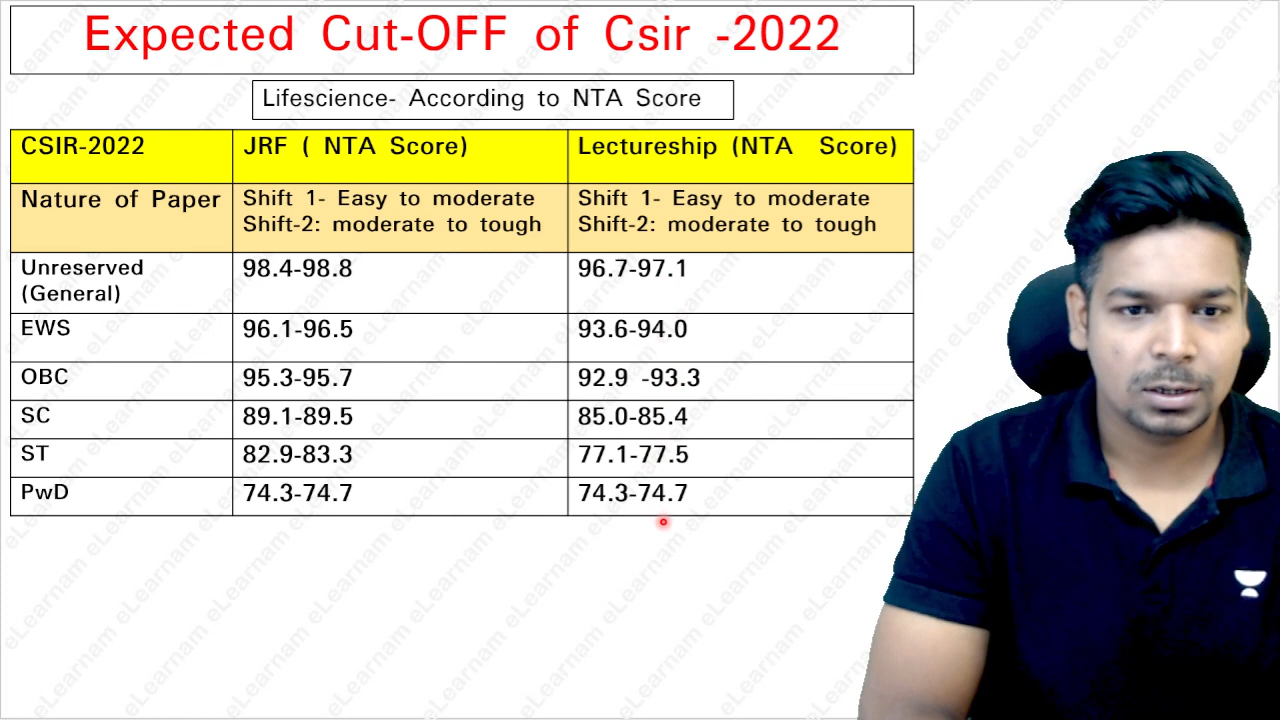 Expected Cut-OFF of Csir -2022
Lifescience- According to NTA Score
CSIR-2022 JRF ( NTA Score) Lectureship (NTA Score)
Nature of Paper Shift 1- Easy to moderate Shift 1- Easy to moderate
Shift-2: moderate to tough Shift-2: moderate to tough
Unreserved 98.4-98.8 96.7-97.1
(General)
EWS 96.1-96.5 93.6-94.0
OBC 95.3-95.7 92.9 -93.3
SC 89.1-89.5 85.0-85.4
ST 82.9-83.3 77.1-77.5
PwD 74.3-74.7 74.3-74.7
eLearnam